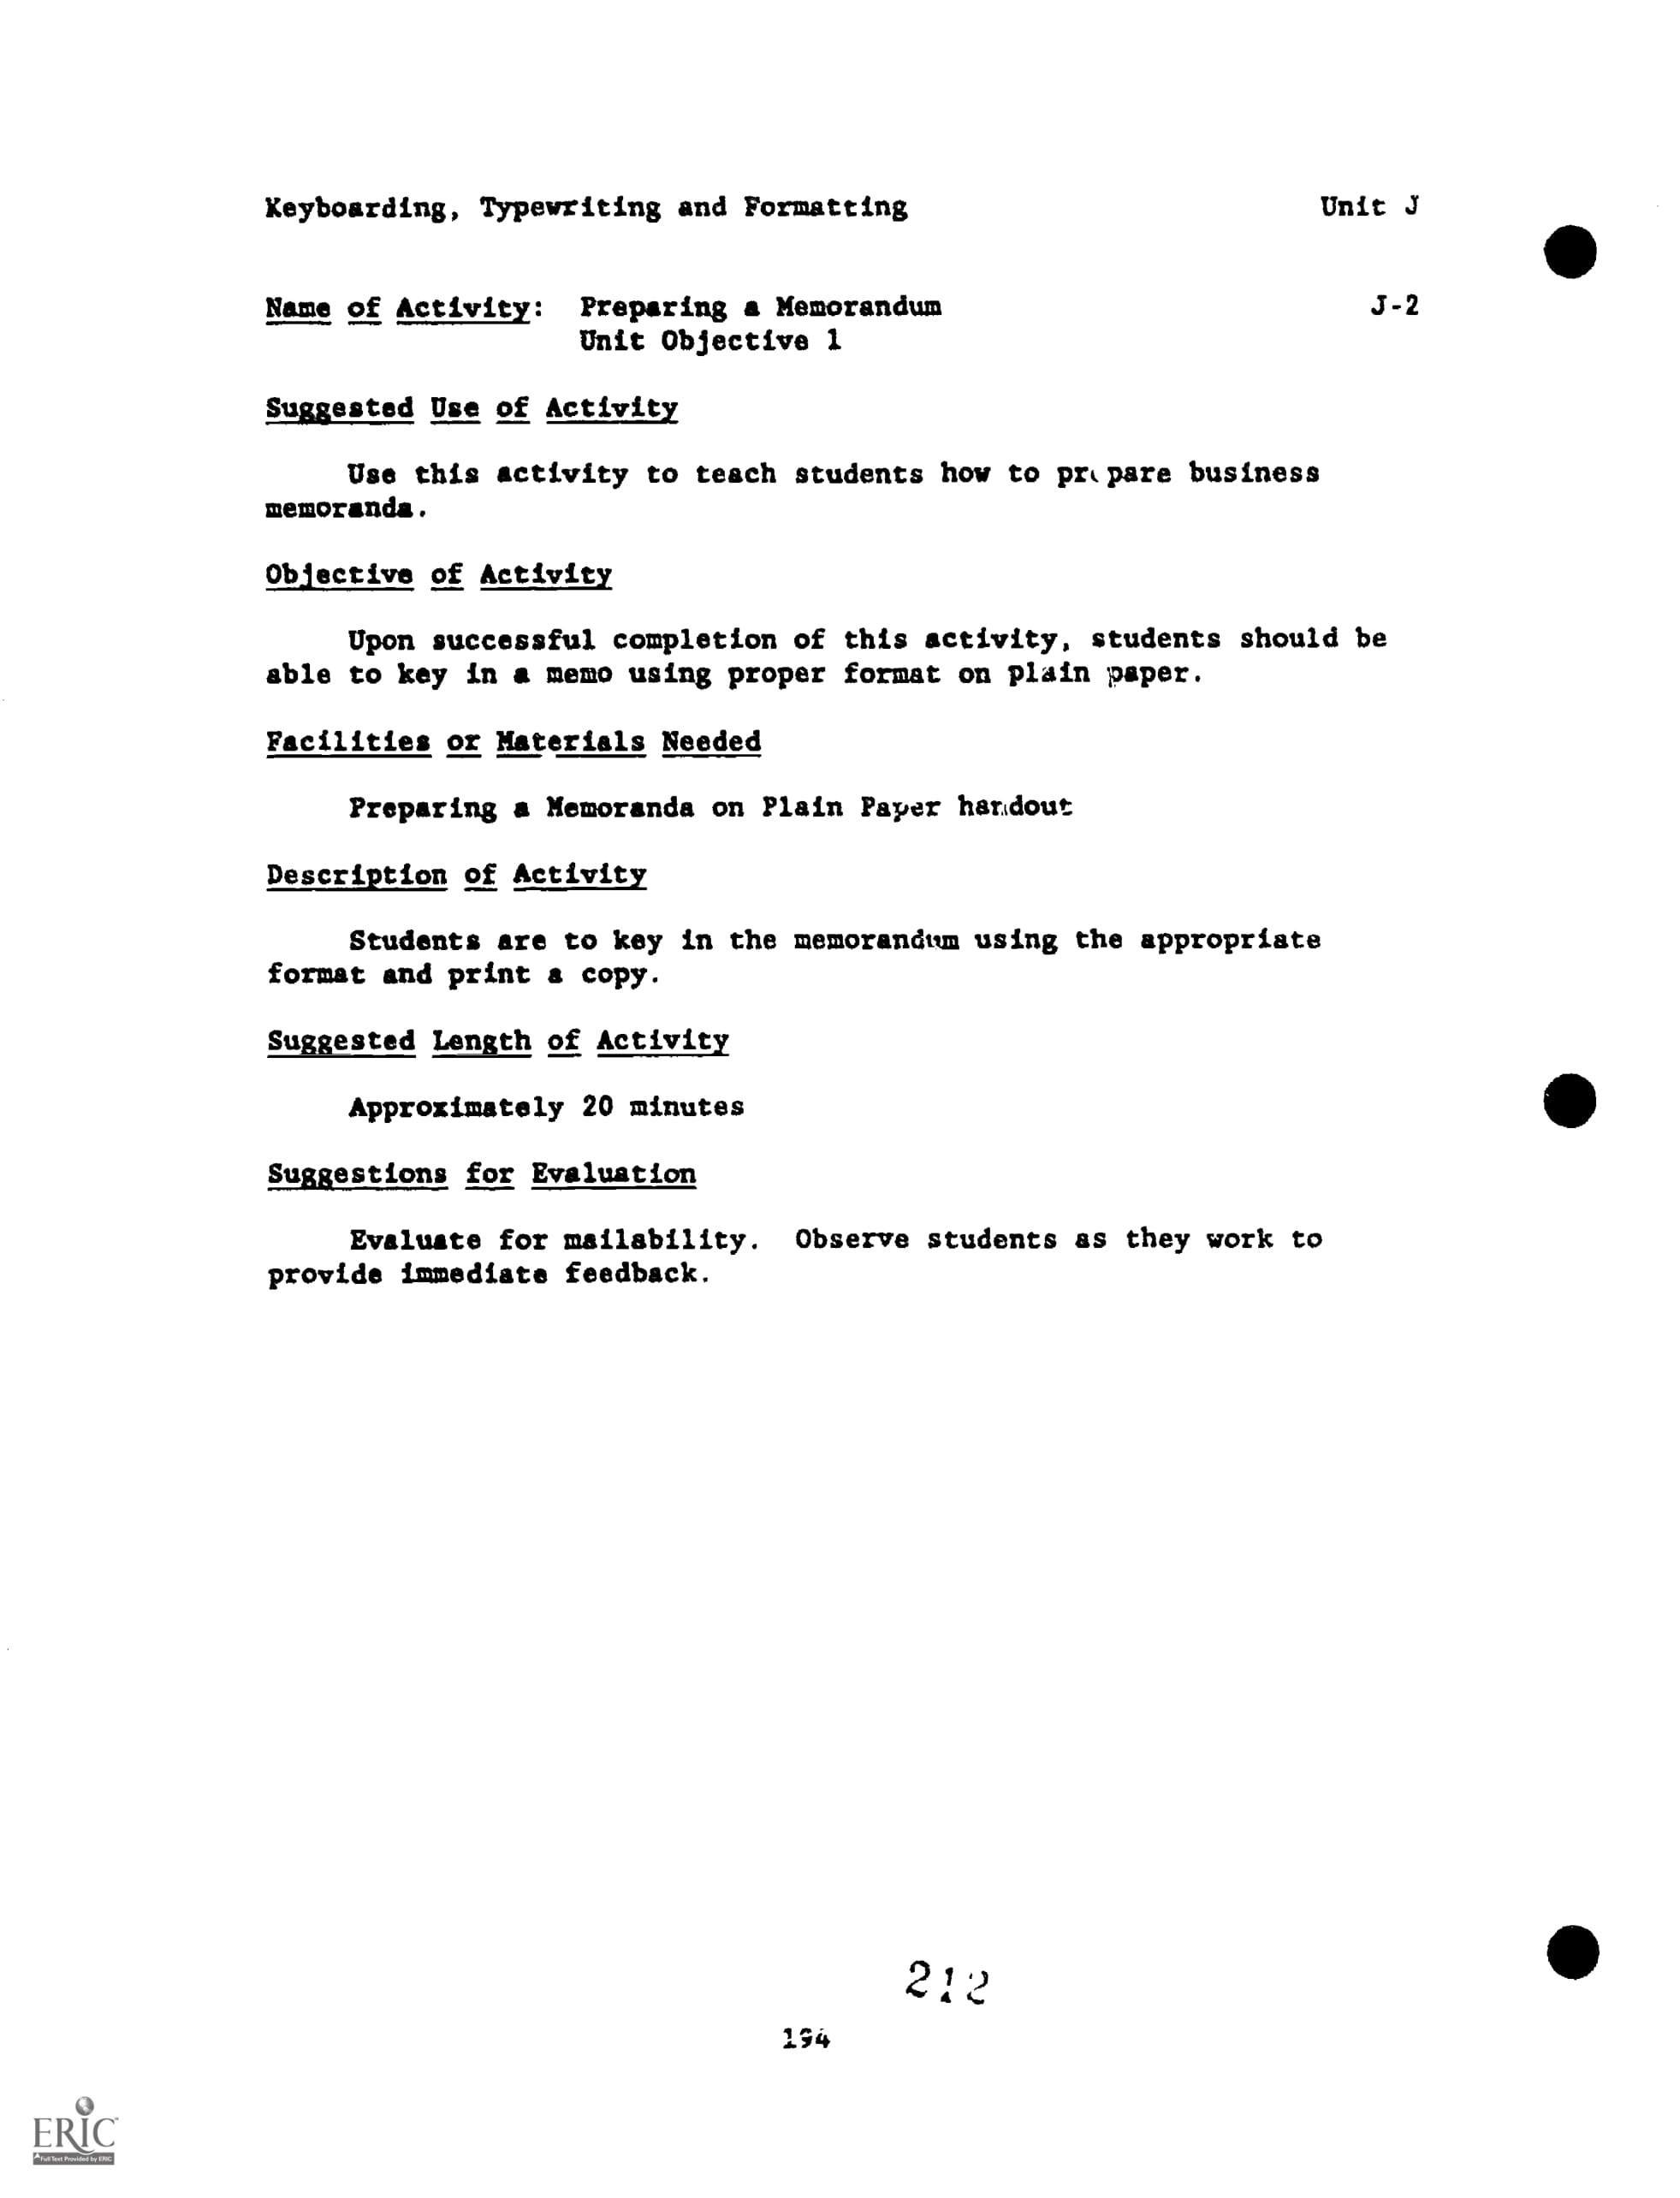 Keyboarding, Typewriting and Formatting Unit J
Name of Activity: Preparing a Memorandum J-2
Unit Objective 1
Suggested Use of Activity
Use this activity to teach students how to prepare business
memoranda.
Objective of Activity
Upon successful completion of this activity, students should be
able to key in a memo using proper format on plain paper.
Facilities or Materials Needed
Preparing a Memoranda on Plain Paper handout
Description of Activity
Students are to key in the memorandum using the appropriate
format and print a copy.
Suggested Length of Activity
Approximately 20 minutes
Suggestions for Evaluation
Evaluate for mailability. Observe students as they work to
provide immediate feedback.
212
194
ERIC
Full Text Provided by ERIC